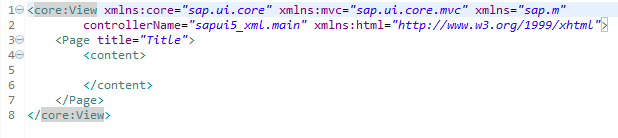 1 <core:View xmlns:core="sap.ui.core" xmlns:mvc="sap.ui.core.mvc" xmlns="sap.m"
2 controllerName="sapui5_xml.main" xmlns:html="http://www.w3.org/1999/xhtml">
3 <Page title="Title">
4 <content>
5
6 </content>
7 </Page>
8 </core:View>